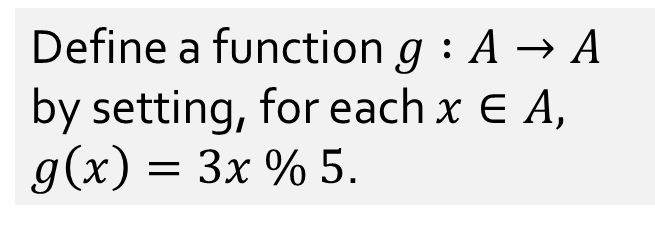 Define a function 𝑔 ∶ 𝐴 → 𝐴
by setting, for each 𝑥 ∈ 𝐴,
𝑔(𝑥) = 3𝑥 % 5.